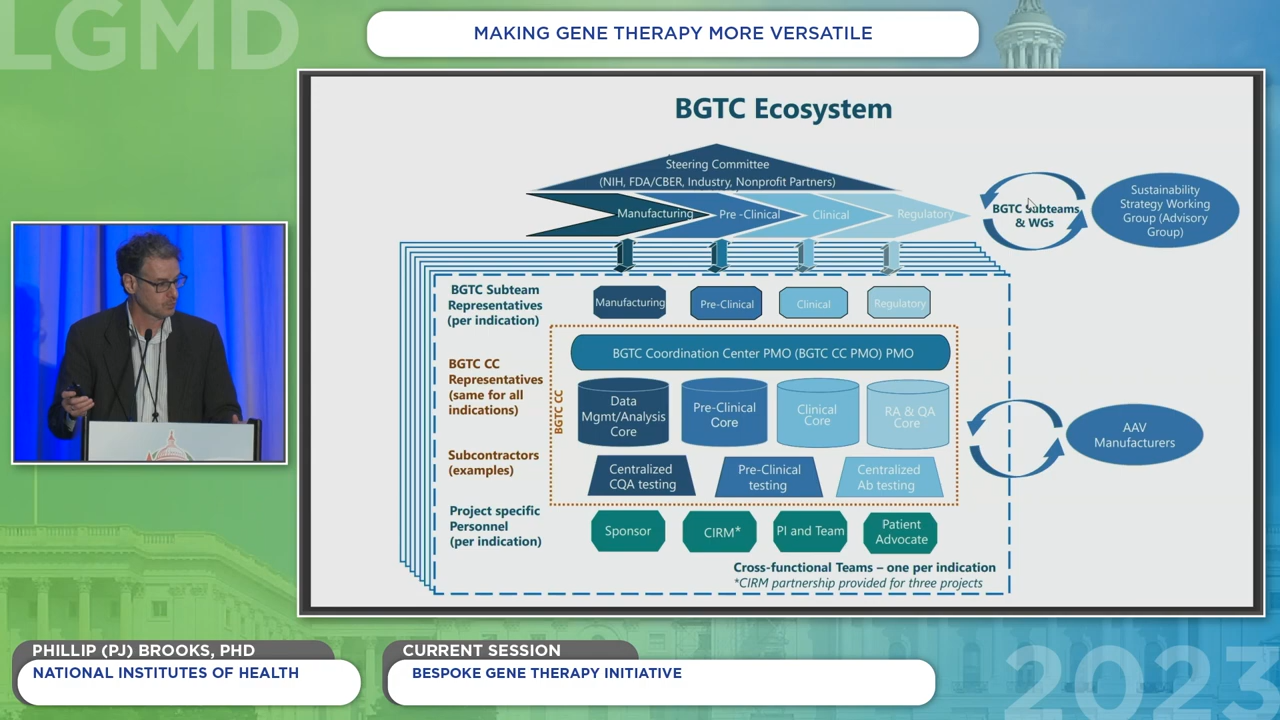 LGMD
MAKING GENE THERAPY MORE VERSATILE
BGTC Ecosystem
Steering Committee
(NIH, FDA/CBER, Industry, Nonprofit Partners)
Manufacturing
Pre -Clinical
Clinical
Regulatory
BGTC Subteams
& WGs
Sustainability
Strategy Working
Group (Advisory
Group)
BGTC Subteam
Representatives
(per indication)
Manufacturing
Pre-Clinical
Clinical
Regulatory
BGTC CC
Representatives
(same for all
indications)
BGTC CC
BGTC Coordination Center PMO (BGTC CC PMO) PMO
Data
Mgmt/Analysis
Core
Pre-Clinical
Core
Clinical
Core
RA & QA
Core
AAV
Manufacturers
Subcontractors
(examples)
Centralized
CQA testing
Pre-Clinical
testing
Centralized
Ab testing
Project specific
Personnel
(per indication)
Sponsor
CIRM*
PI and Team
Patient
Advocate
Cross-functional Teams – one per indication
*CIRM partnership provided for three projects
PHILLIP (PJ) BROOKS, PHD
NATIONAL INSTITUTES OF HEALTH
CURRENT SESSION
BESPOKE GENE THERAPY INITIATIVE
2023